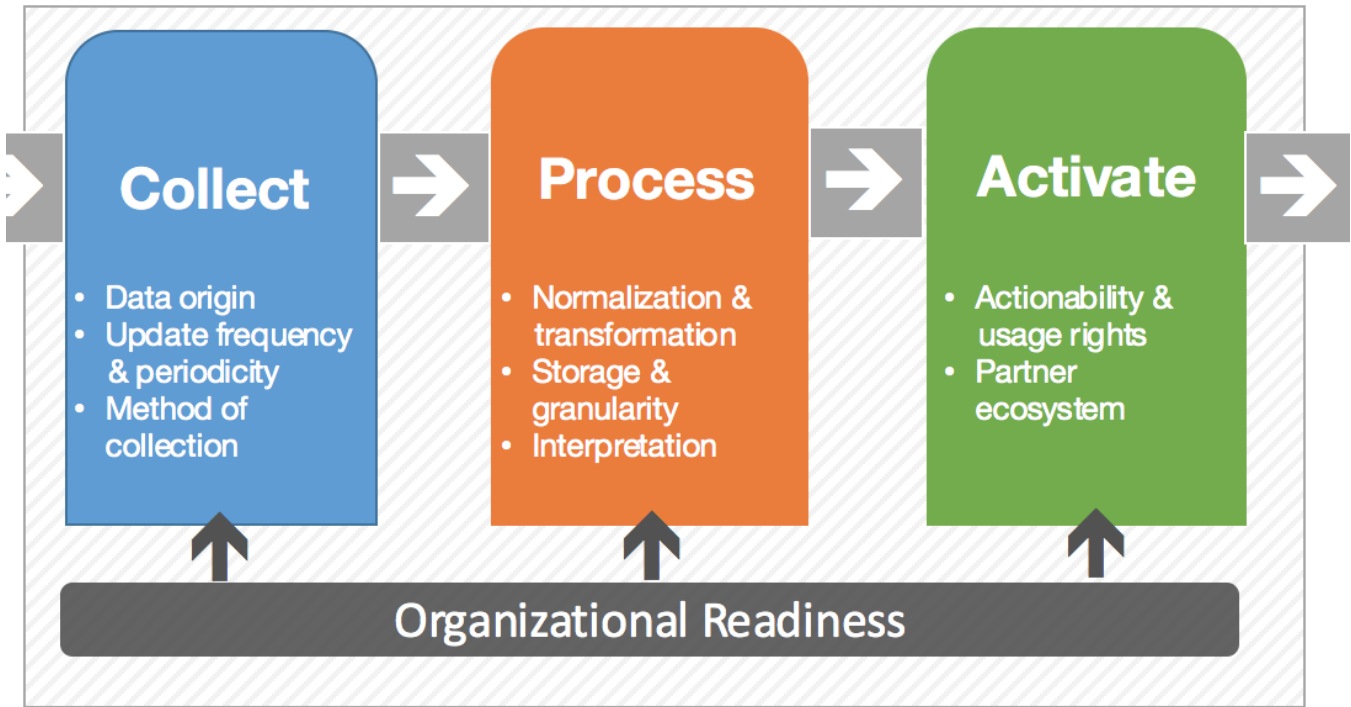 Collect
• Data origin
• Update frequency
& periodicity
• Method of
collection
Process
• Normalization &
transformation
• Storage &
granularity
• Interpretation
Activate
• Actionability &
usage rights
• Partner
ecosystem
Organizational Readiness